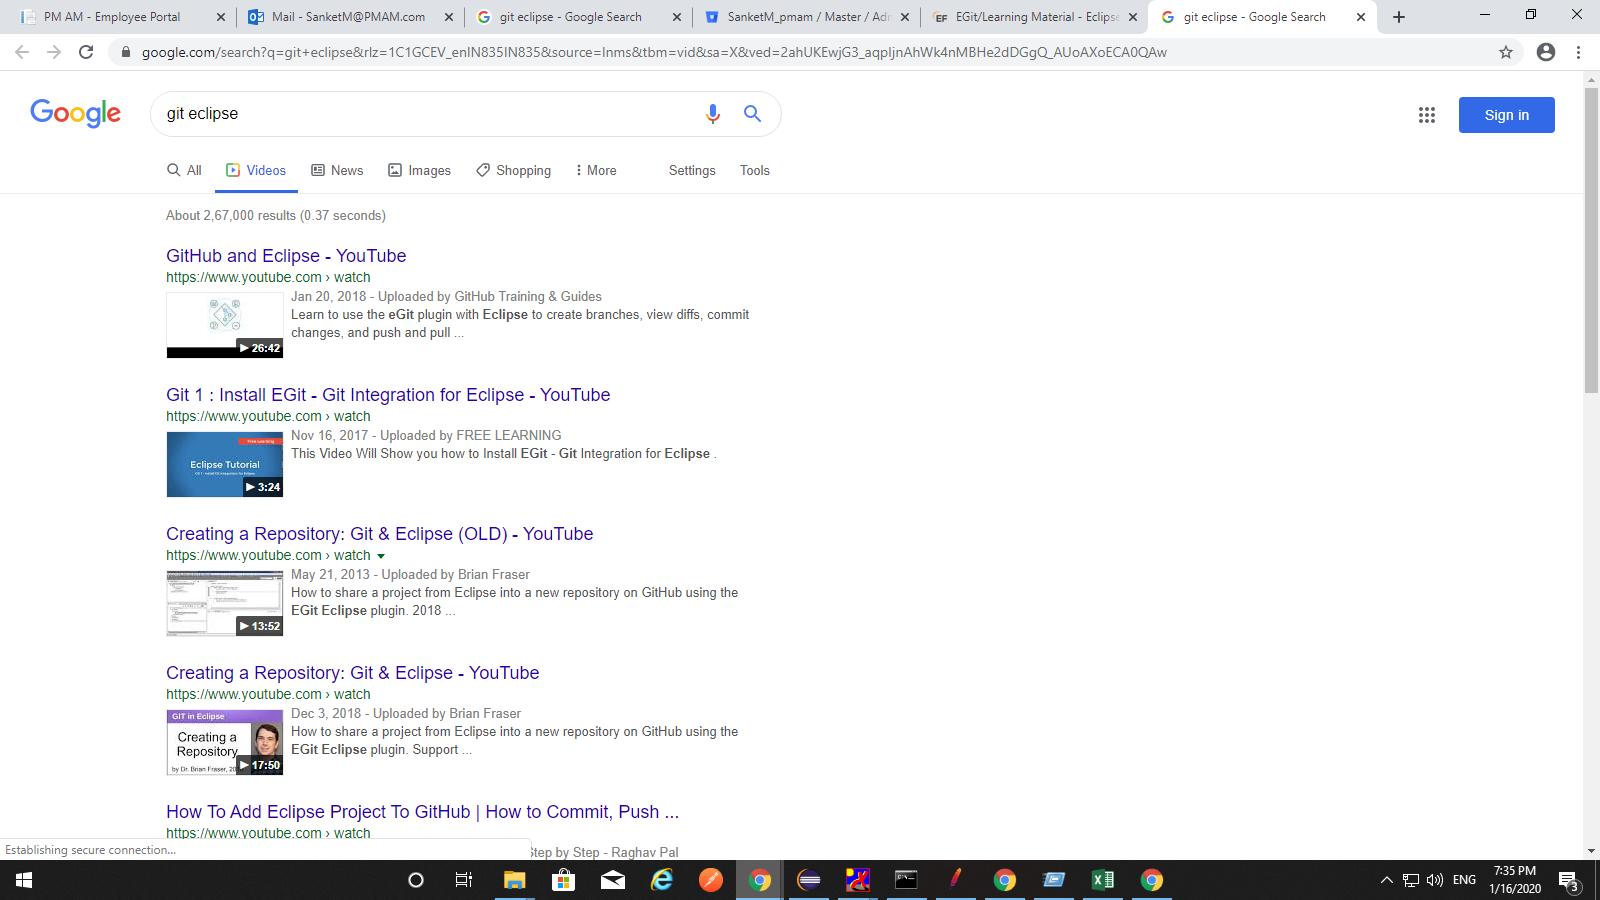 PM AM - Employee Portal
Mail - SanketM@PMAM.com
git eclipse - Google Search
SanketM_pmam / Master / Adm
EF EGit/Learning Material - Eclipse
git eclipse - Google Search
google.com/search?q=git+eclipse&rlz=1C1GCEV_enIN835IN835&source=lnms&tbm=vid&sa=X&ved=2ahUKEwjG3_aqpIjnAhWk4nMBHe2dDGgQ_AUoAXoECA0QAw
Google
git eclipse
Sign in
All Videos News Images Shopping More Settings Tools
About 2,67,000 results (0.37 seconds)
GitHub and Eclipse - YouTube
https://www.youtube.com › watch
26:42
Jan 20, 2018 - Uploaded by GitHub Training & Guides
Learn to use the eGit plugin with Eclipse to create branches, view diffs, commit
changes, and push and pull ...
Git 1 : Install EGit - Git Integration for Eclipse - YouTube
https://www.youtube.com › watch
Free Learning
Eclipse Tutorial
3:24
Nov 16, 2017 - Uploaded by FREE LEARNING
This Video Will Show you how to Install EGit - Git Integration for Eclipse .
Creating a Repository: Git & Eclipse (OLD) - YouTube
https://www.youtube.com › watch
13:52
May 21, 2013 - Uploaded by Brian Fraser
How to share a project from Eclipse into a new repository on GitHub using the
EGit Eclipse plugin. 2018 ...
Creating a Repository: Git & Eclipse - YouTube
https://www.youtube.com › watch
GIT in Eclipse
Creating a
Repository
by Dr. Brian Fraser, 20
17:50
Dec 3, 2018 - Uploaded by Brian Fraser
How to share a project from Eclipse into a new repository on GitHub using the
EGit Eclipse plugin. Support ...
How To Add Eclipse Project To GitHub | How to Commit, Push ...
https://www.youtube.com › watch
Step by Step - Raghav Pal
Establishing secure connection...
ENG
7:35 PM
1/16/2020
3